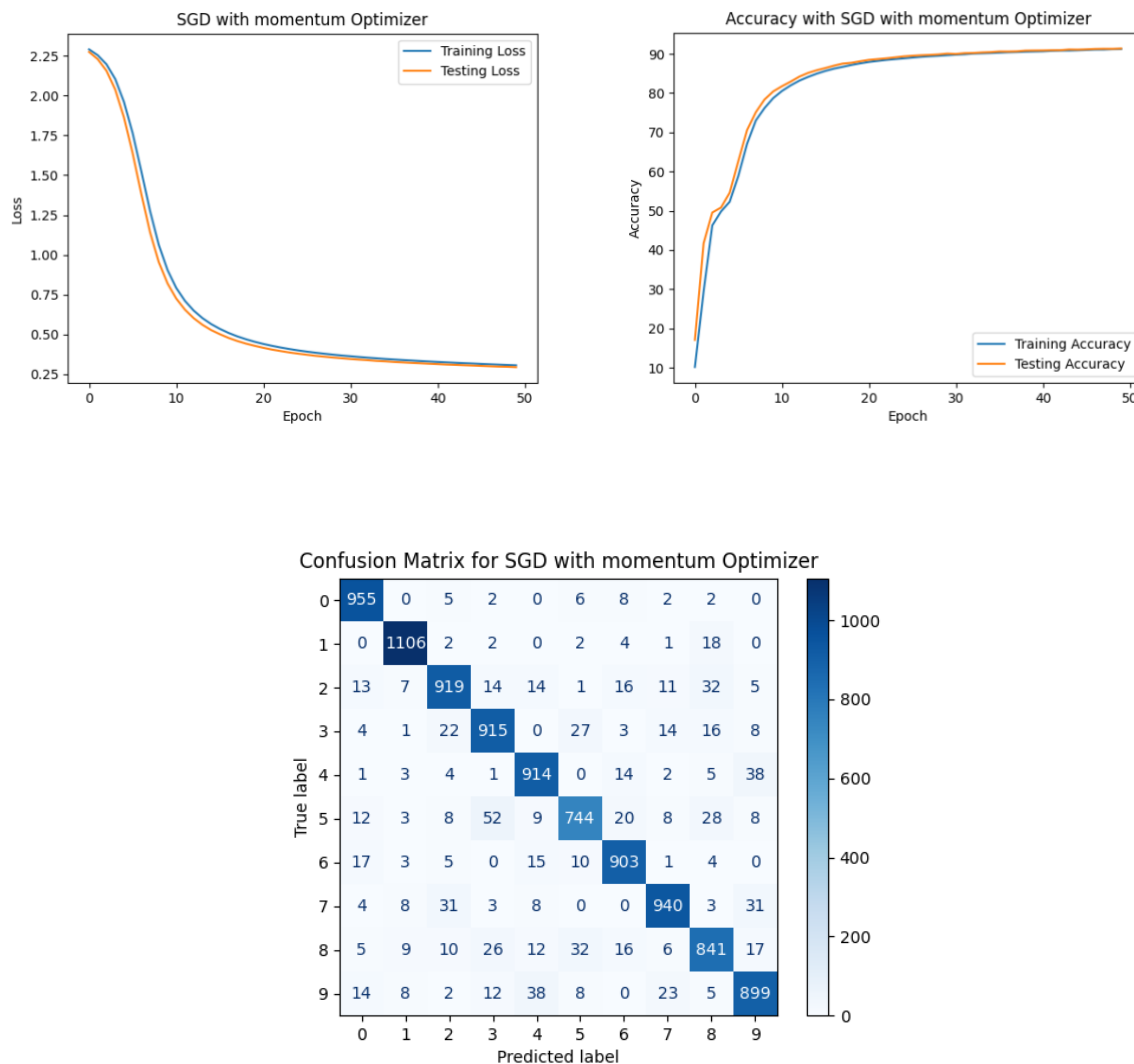 SGD with momentum Optimizer
Training Loss
Testing Loss
2.25
2.00
1.75
1.50
1.25
1.00
0.75
0.50
0.25
Loss
0 10 20 30 40 50
Epoch
Accuracy with SGD with momentum Optimizer
90
80
70
60
50
40
30
20
10
Accuracy
Training Accuracy
Testing Accuracy
0 10 20 30 40 50
Epoch
Confusion Matrix for SGD with momentum Optimizer
0 955 0 5 2 0 6 8 2 2 0
1 0 1106 2 2 0 2 4 1 18 0
2 13 7 919 14 14 1 16 11 32 5
3 4 1 22 915 0 27 3 14 16 8
4 1 3 4 1 914 0 14 2 5 38
5 12 3 8 52 9 744 20 8 28 8
6 17 3 5 0 15 10 903 1 4 0
7 4 8 31 3 8 0 0 940 3 31
8 5 9 10 26 12 32 16 6 841 17
9 14 8 2 12 38 8 0 23 5 899
True label
0 1 2 3 4 5 6 7 8 9
Predicted label
1000
800
600
400
200
0